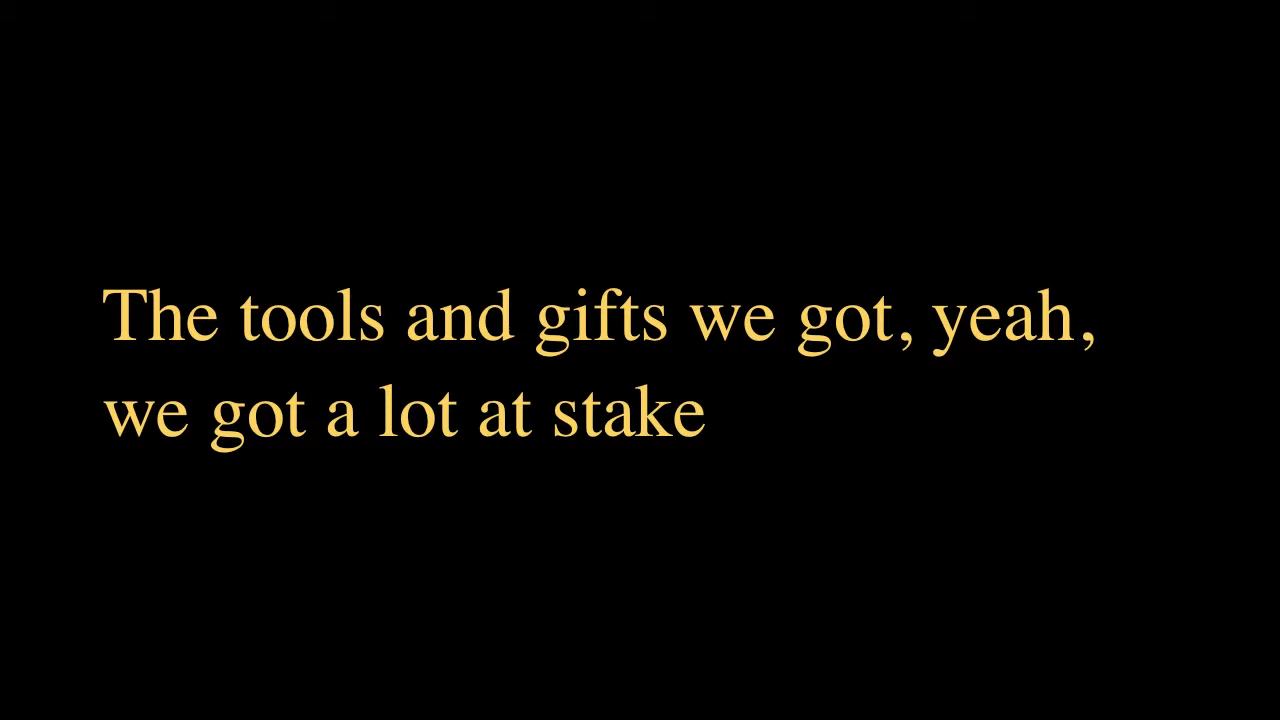 The tools and gifts we got, yeah,
we got a lot at stake